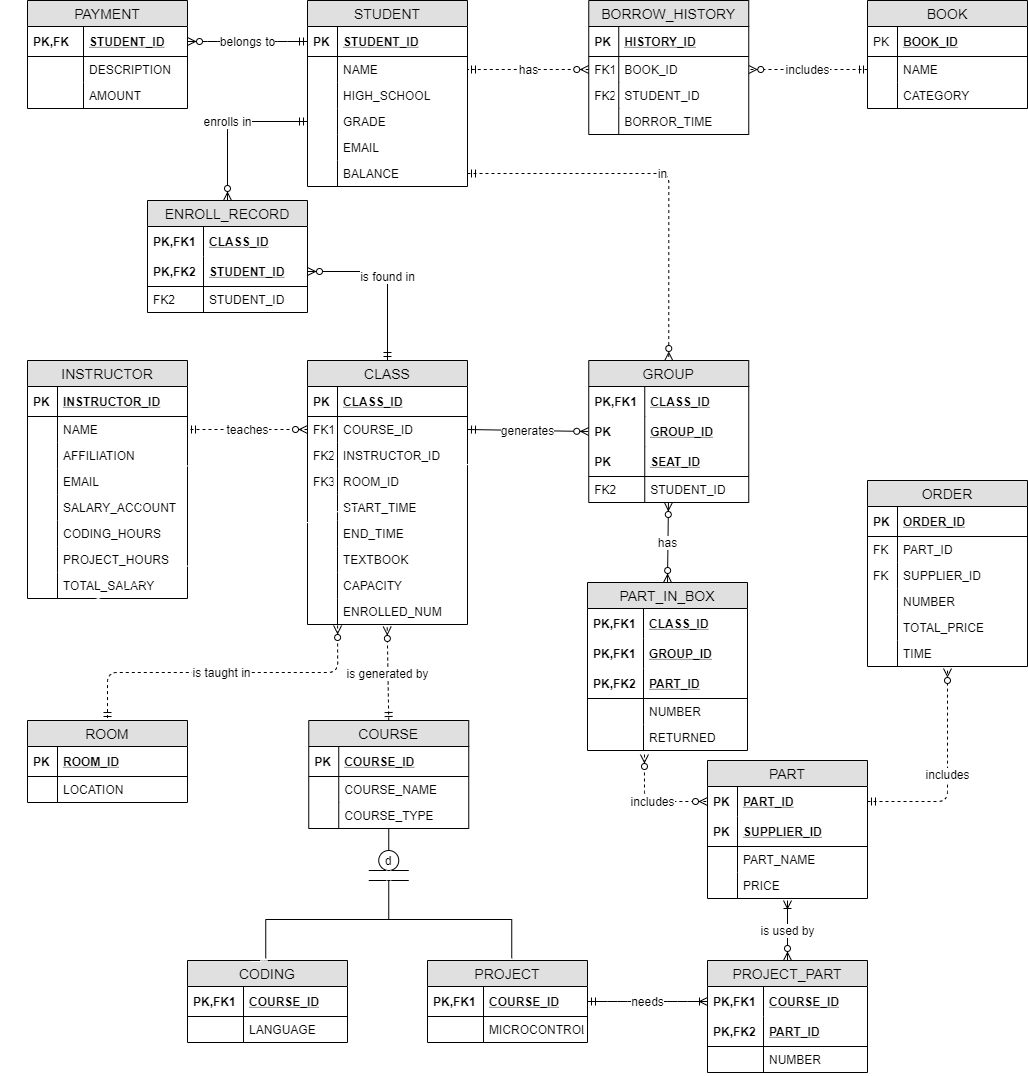 PAYMENT
PK,FK STUDENT_ID
DESCRIPTION
AMOUNT
belongs to
STUDENT
PK STUDENT_ID
NAME
HIGH_SCHOOL
GRADE
EMAIL
BALANCE
has
BORROW_HISTORY
PK HISTORY_ID
FK1 BOOK_ID
FK2 STUDENT_ID
BORROR_TIME
includes
BOOK
PK BOOK_ID
NAME
CATEGORY
enrolls in
in
ENROLL_RECORD
PK,FK1 CLASS_ID
PK,FK2 STUDENT_ID
FK2 STUDENT_ID
is found in
INSTRUCTOR
PK INSTRUCTOR_ID
NAME
AFFILIATION
EMAIL
SALARY_ACCOUNT
CODING_HOURS
PROJECT_HOURS
TOTAL_SALARY
teaches
CLASS
PK CLASS_ID
FK1 COURSE_ID
FK2 INSTRUCTOR_ID
FK3 ROOM_ID
START_TIME
END_TIME
TEXTBOOK
CAPACITY
ENROLLED_NUM
generates
GROUP
PK,FK1 CLASS_ID
PK GROUP_ID
PK SEAT_ID
FK2 STUDENT_ID
has
ORDER
PK ORDER_ID
FK PART_ID
FK SUPPLIER_ID
NUMBER
TOTAL_PRICE
TIME
PART_IN_BOX
PK,FK1 CLASS_ID
PK,FK1 GROUP_ID
PK,FK2 PART_ID
NUMBER
RETURNED
is taught in
is generated by
ROOM
PK ROOM_ID
LOCATION
COURSE
PK COURSE_ID
COURSE_NAME
COURSE_TYPE
includes
PART
PK PART_ID
PK SUPPLIER_ID
PART_NAME
PRICE
includes
d
is used by
CODING
PK,FK1 COURSE_ID
LANGUAGE
PROJECT
PK,FK1 COURSE_ID
MICROCONTROL
needs
PROJECT_PART
PK,FK1 COURSE_ID
PK,FK2 PART_ID
NUMBER